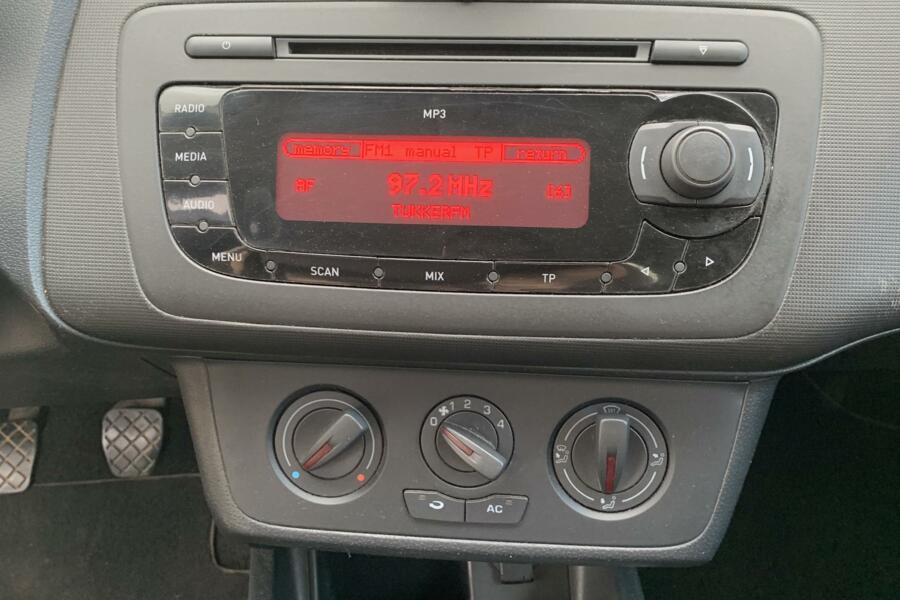 RADIO
MP3
memory FM1 manual TP return
MEDIA
AF 97.2 MHz [6]
TUKKERFM
AUDIO
MENU
SCAN
MIX
TP
0 1 2 3 4
AC